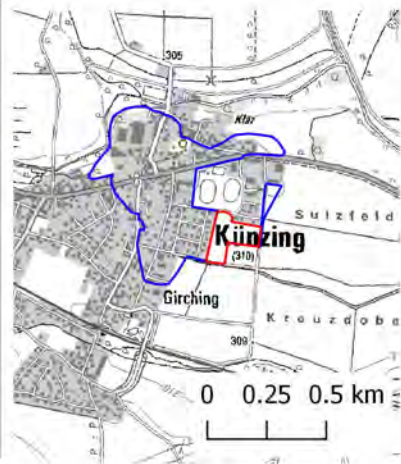 305
Klär
Sulzfeld
Künzing
(310)
Girching
Kreuzdobe
309
0 0.25 0.5 km